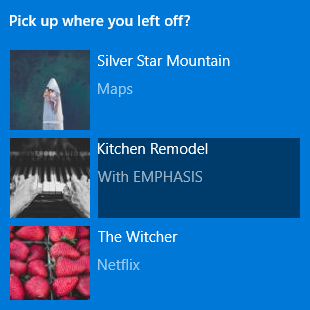 Pick up where you left off?
Silver Star Mountain
Maps
Kitchen Remodel
With EMPHASIS
The Witcher
Netflix